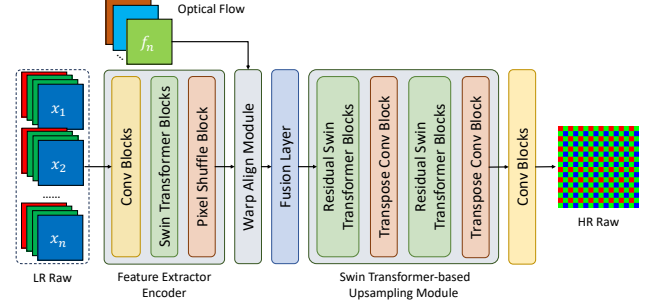 Optical Flow
fₙ
x₁
x₂
......
xₙ
LR Raw
Conv Blocks
Swin Transformer Blocks
Pixel Shuffle Block
Feature Extractor
Encoder
Warp Align Module
Fusion Layer
Residual Swin
Transformer Blocks
Transpose Conv Block
Residual Swin
Transformer Blocks
Transpose Conv Block
Swin Transformer-based
Upsampling Module
Conv Blocks
HR Raw